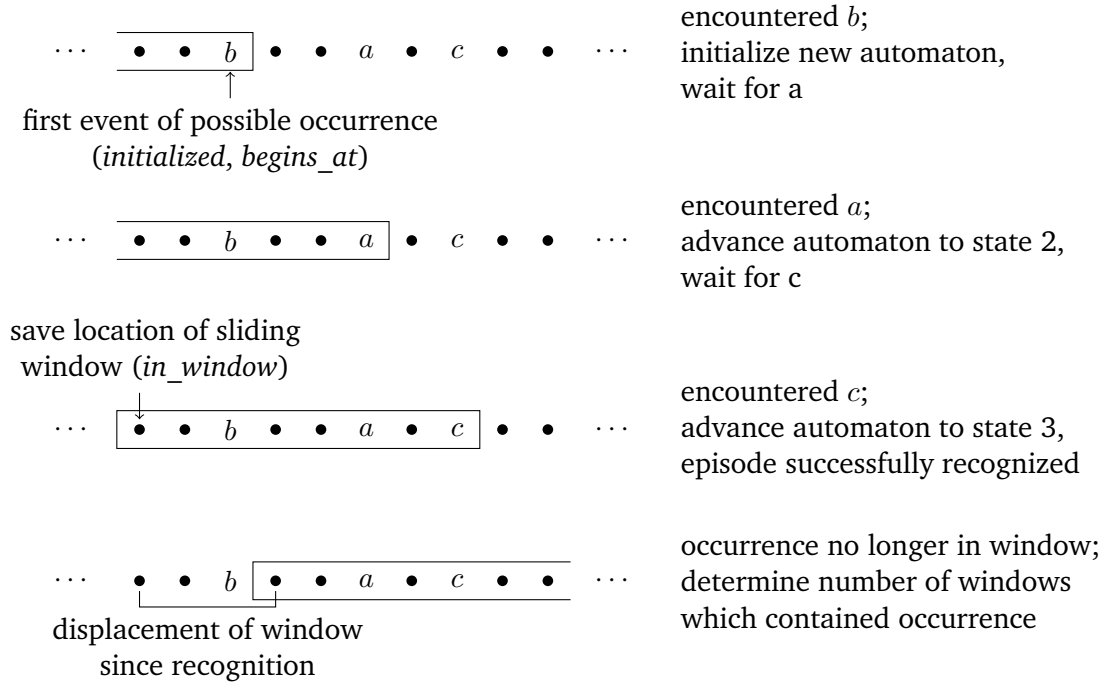 ··· • • b • • a • c • • ···
encountered b;
initialize new automaton,
wait for a
first event of possible occurrence
(initialized, begins_at)
··· • • b • • a • c • • ···
encountered a;
advance automaton to state 2,
wait for c
save location of sliding
window (in_window)
··· • • b • • a • c • • ···
encountered c;
advance automaton to state 3,
episode successfully recognized
··· • • b • • a • c • • ···
occurrence no longer in window;
determine number of windows
which contained occurrence
displacement of window
since recognition